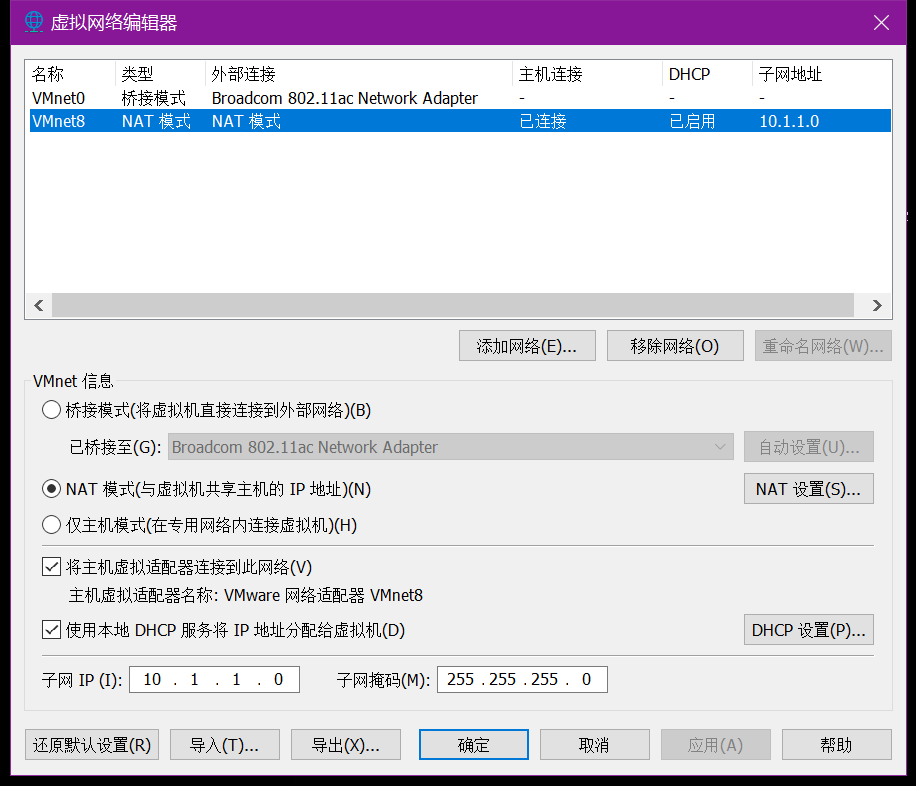 虚拟网络编辑器
名称 类型 外部连接 主机连接 DHCP 子网地址
VMnet0 桥接模式 Broadcom 802.11ac Network Adapter - - -
VMnet8 NAT 模式 NAT 模式 已连接 已启用 10.1.1.0
添加网络(E)... 移除网络(O) 重命名网络(W)...
VMnet 信息
桥接模式(将虚拟机直接连接到外部网络)(B)
已桥接至(G): Broadcom 802.11ac Network Adapter 自动设置(U)...
NAT 模式(与虚拟机共享主机的 IP 地址)(N) NAT 设置(S)...
仅主机模式(在专用网络内连接虚拟机)(H)
将主机虚拟适配器连接到此网络(V)
主机虚拟适配器名称: VMware 网络适配器 VMnet8
使用本地 DHCP 服务将 IP 地址分配给虚拟机(D) DHCP 设置(P)...
子网 IP (I): 10 . 1 . 1 . 0 子网掩码(M): 255 . 255 . 255 . 0
还原默认设置(R) 导入(T)... 导出(X)... 确定 取消 应用(A) 帮助